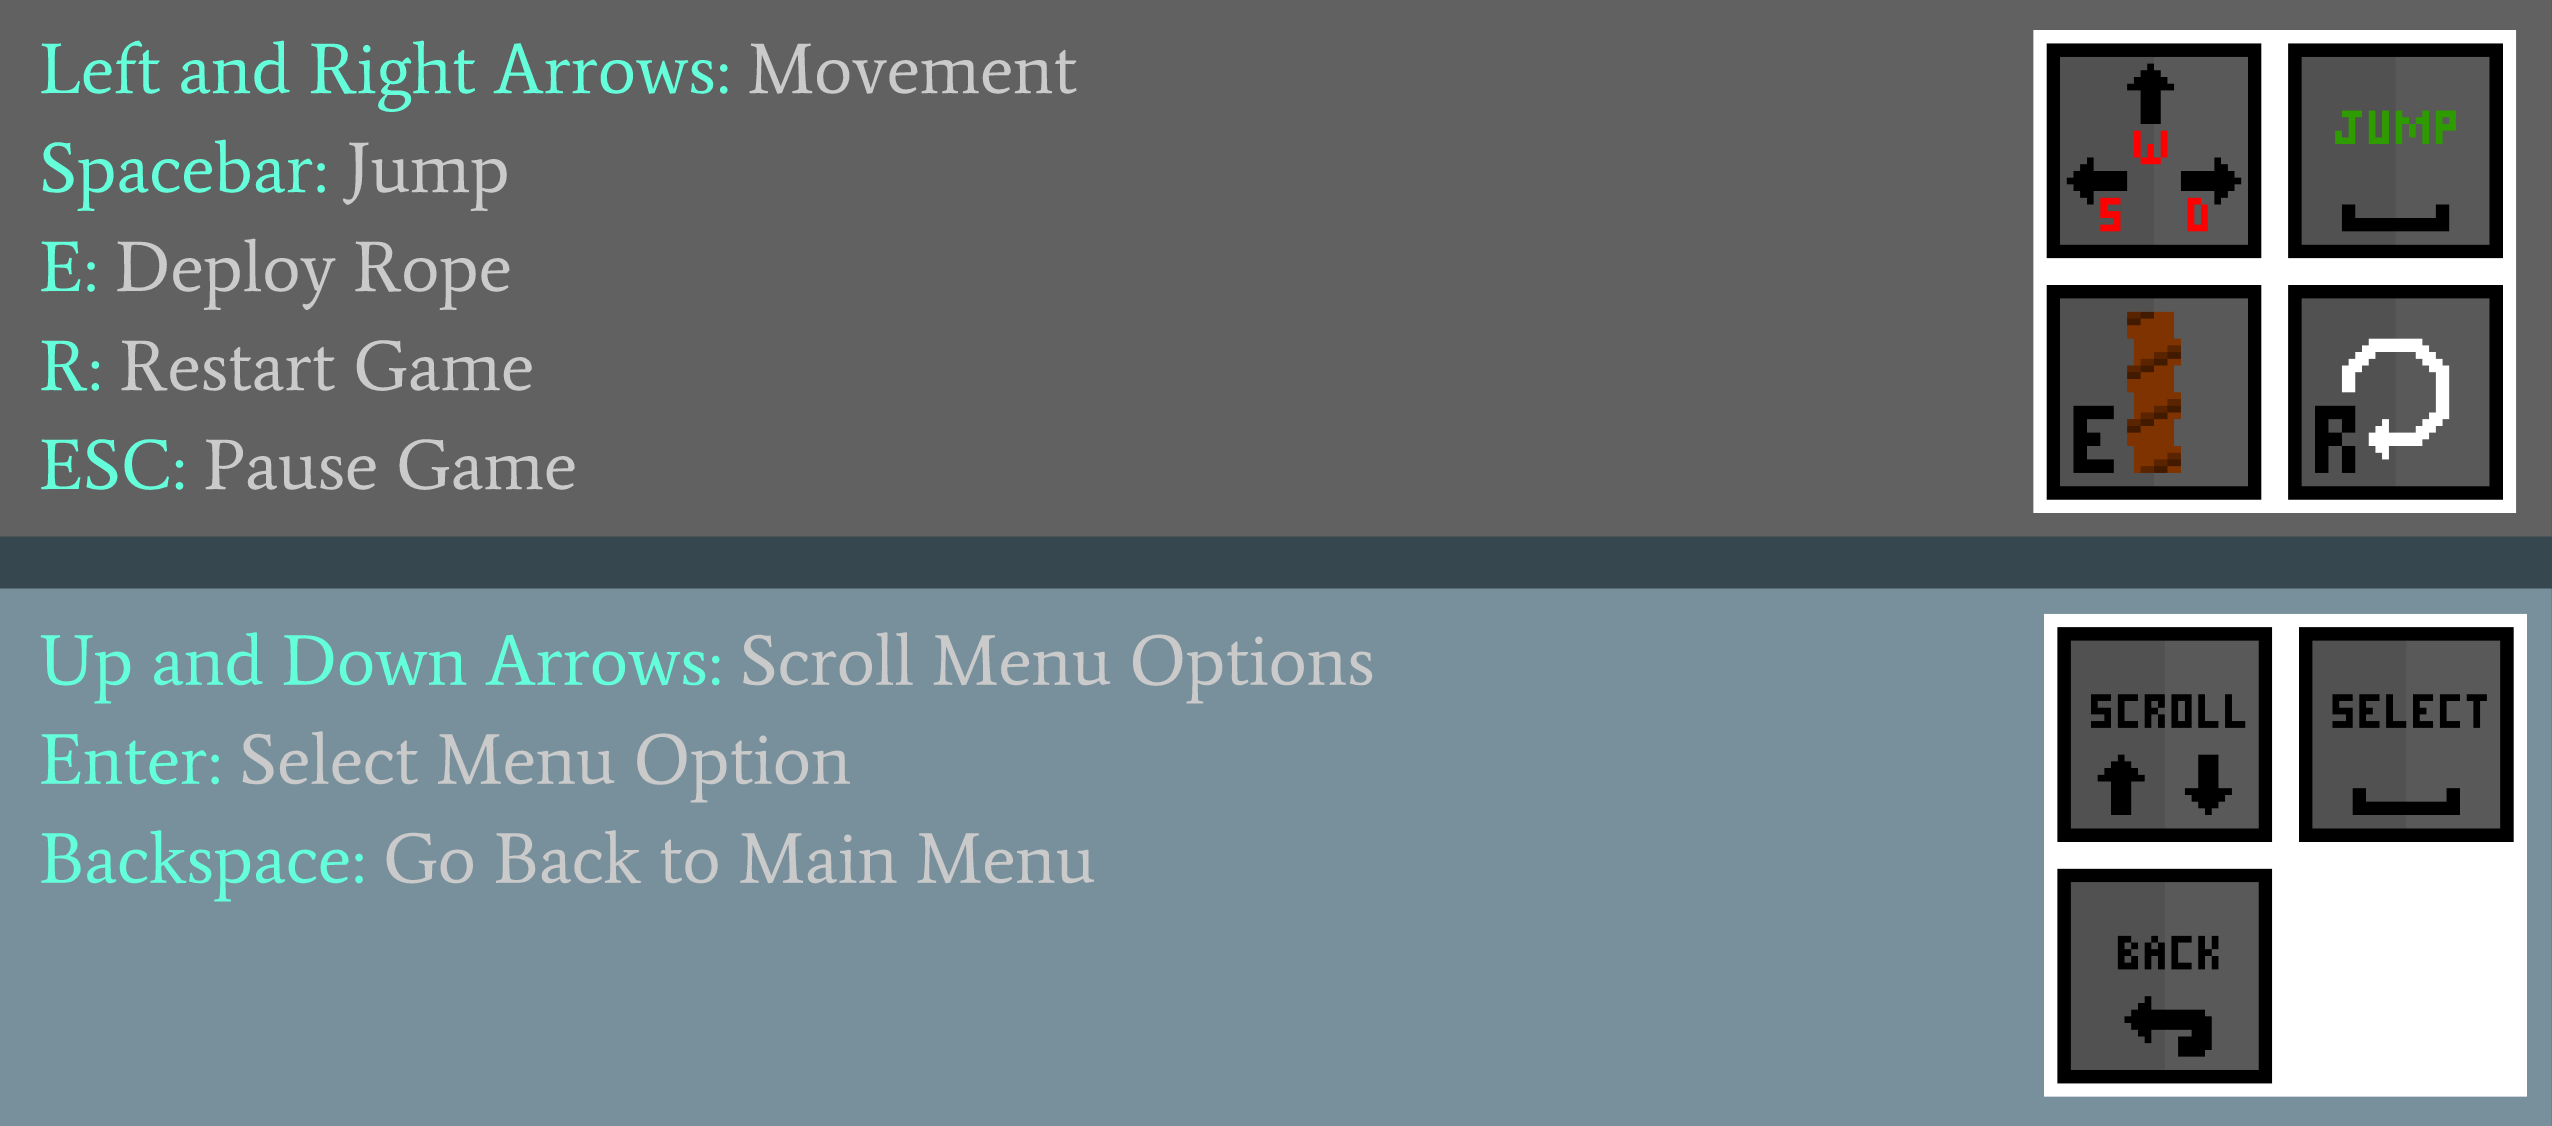 Left and Right Arrows: Movement
Spacebar: Jump
E: Deploy Rope
R: Restart Game
ESC: Pause Game
W
S D
JUMP
E
R
Up and Down Arrows: Scroll Menu Options
Enter: Select Menu Option
Backspace: Go Back to Main Menu
SCROLL
SELECT
BACK